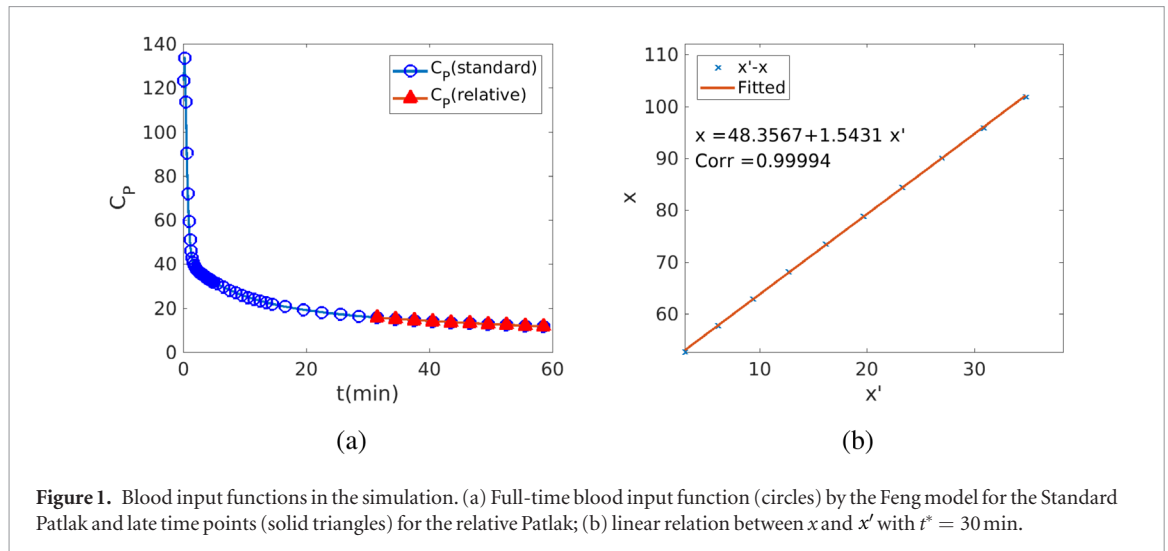 140
120
100
80
60
40
20
0
C_P
0 20 40 60
t(min)
C_P(standard)
C_P(relative)
(a)
110
100
90
80
70
60
x
10 20 30
x'
x'-x
Fitted
x =48.3567+1.5431 x'
Corr =0.99994
(b)
Figure 1. Blood input functions in the simulation. (a) Full-time blood input function (circles) by the Feng model for the Standard
Patlak and late time points (solid triangles) for the relative Patlak; (b) linear relation between x and x′ with t* = 30 min.